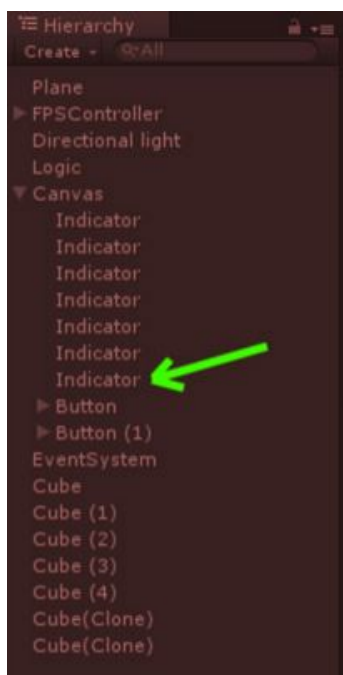 Hierarchy
Create All
Plane
FPSController
Directional light
Logic
Canvas
Indicator
Indicator
Indicator
Indicator
Indicator
Indicator
Indicator
Button
Button (1)
EventSystem
Cube
Cube (1)
Cube (2)
Cube (3)
Cube (4)
Cube(Clone)
Cube(Clone)